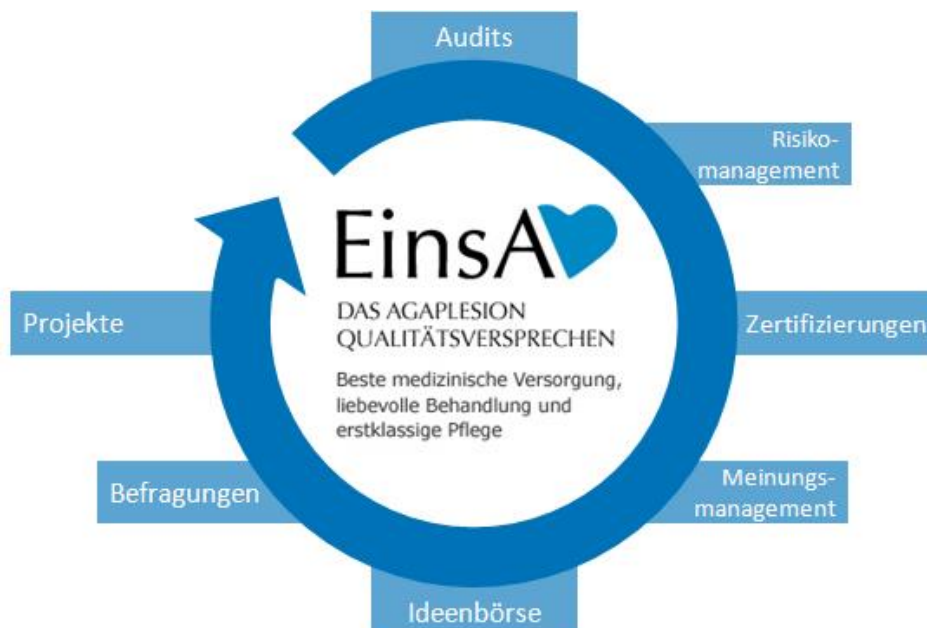 Audits
Risiko-
management
EinsA
DAS AGAPLESION
QUALITÄTSVERSPRECHEN
Beste medizinische Versorgung,
liebevolle Behandlung und
erstklassige Pflege
Projekte
Zertifizierungen
Befragungen
Meinungs-
management
Ideenbörse